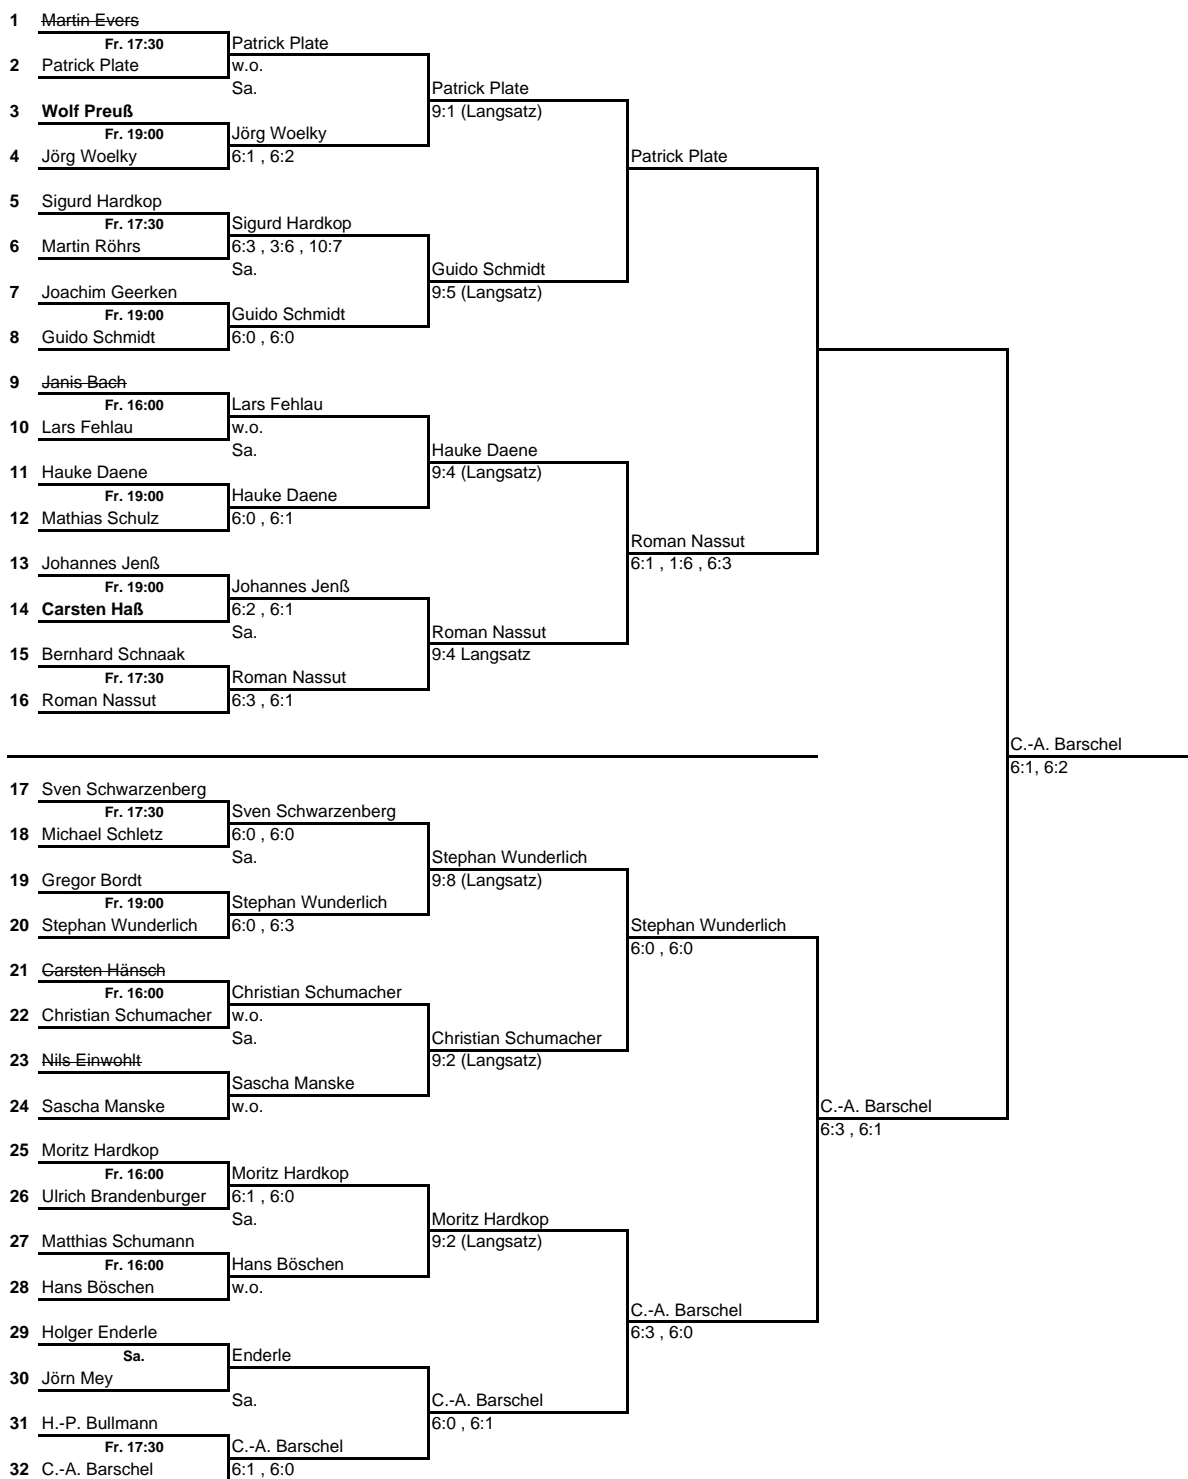 1 Martin Evers
Fr. 17:30 Patrick Plate
2 Patrick Plate w.o.
Sa. Patrick Plate
3 Wolf Preuß 9:1 (Langsatz)
Fr. 19:00 Jörg Woelky
4 Jörg Woelky 6:1 , 6:2 Patrick Plate
5 Sigurd Hardkop
Fr. 17:30 Sigurd Hardkop
6 Martin Röhrs 6:3 , 3:6 , 10:7
Sa. Guido Schmidt
7 Joachim Geerken 9:5 (Langsatz)
Fr. 19:00 Guido Schmidt
8 Guido Schmidt 6:0 , 6:0
9 Janis Bach
Fr. 16:00 Lars Fehlau
10 Lars Fehlau w.o.
Sa. Hauke Daene
11 Hauke Daene 9:4 (Langsatz)
Fr. 19:00 Hauke Daene
12 Mathias Schulz 6:0 , 6:1
Roman Nassut
13 Johannes Jenß 6:1 , 1:6 , 6:3
Fr. 19:00 Johannes Jenß
14 Carsten Haß 6:2 , 6:1
Sa. Roman Nassut
15 Bernhard Schnaak 9:4 Langsatz
Fr. 17:30 Roman Nassut
16 Roman Nassut 6:3 , 6:1
C.-A. Barschel
6:1, 6:2
17 Sven Schwarzenberg
Fr. 17:30 Sven Schwarzenberg
18 Michael Schletz 6:0 , 6:0
Sa. Stephan Wunderlich
19 Gregor Bordt 9:8 (Langsatz)
Fr. 19:00 Stephan Wunderlich
20 Stephan Wunderlich 6:0 , 6:3 Stephan Wunderlich
6:0 , 6:0
21 Carsten Hänsch
Fr. 16:00 Christian Schumacher
22 Christian Schumacher w.o.
Sa. Christian Schumacher
23 Nils Einwohlt 9:2 (Langsatz)
Sascha Manske
24 Sascha Manske w.o. C.-A. Barschel
6:3 , 6:1
25 Moritz Hardkop
Fr. 16:00 Moritz Hardkop
26 Ulrich Brandenburger 6:1 , 6:0
Sa. Moritz Hardkop
27 Matthias Schumann 9:2 (Langsatz)
Fr. 16:00 Hans Böschen
28 Hans Böschen w.o.
C.-A. Barschel
29 Holger Enderle 6:3 , 6:0
Sa. Enderle
30 Jörn Mey
Sa. C.-A. Barschel
31 H.-P. Bullmann 6:0 , 6:1
Fr. 17:30 C.-A. Barschel
32 C.-A. Barschel 6:1 , 6:0